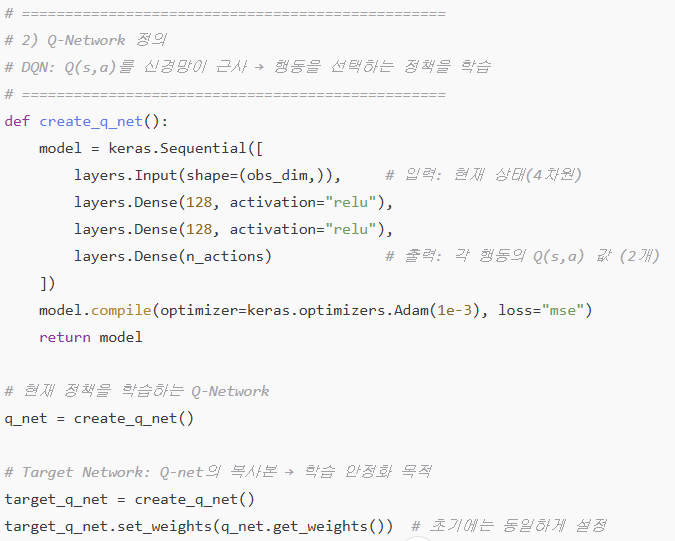 # ===============================================
# 2) Q-Network 정의
# DQN: Q(s,a)를 신경망이 근사 → 행동을 선택하는 정책을 학습
# ===============================================
def create_q_net():
    model = keras.Sequential([
        layers.Input(shape=(obs_dim,)),     # 입력: 현재 상태(4차원)
        layers.Dense(128, activation="relu"),
        layers.Dense(128, activation="relu"),
        layers.Dense(n_actions)             # 출력: 각 행동의 Q(s,a) 값 (2개)
    ])
    model.compile(optimizer=keras.optimizers.Adam(1e-3), loss="mse")
    return model

# 현재 정책을 학습하는 Q-Network
q_net = create_q_net()

# Target Network: Q-net의 복사본 → 학습 안정화 목적
target_q_net = create_q_net()
target_q_net.set_weights(q_net.get_weights())  # 초기에는 동일하게 설정